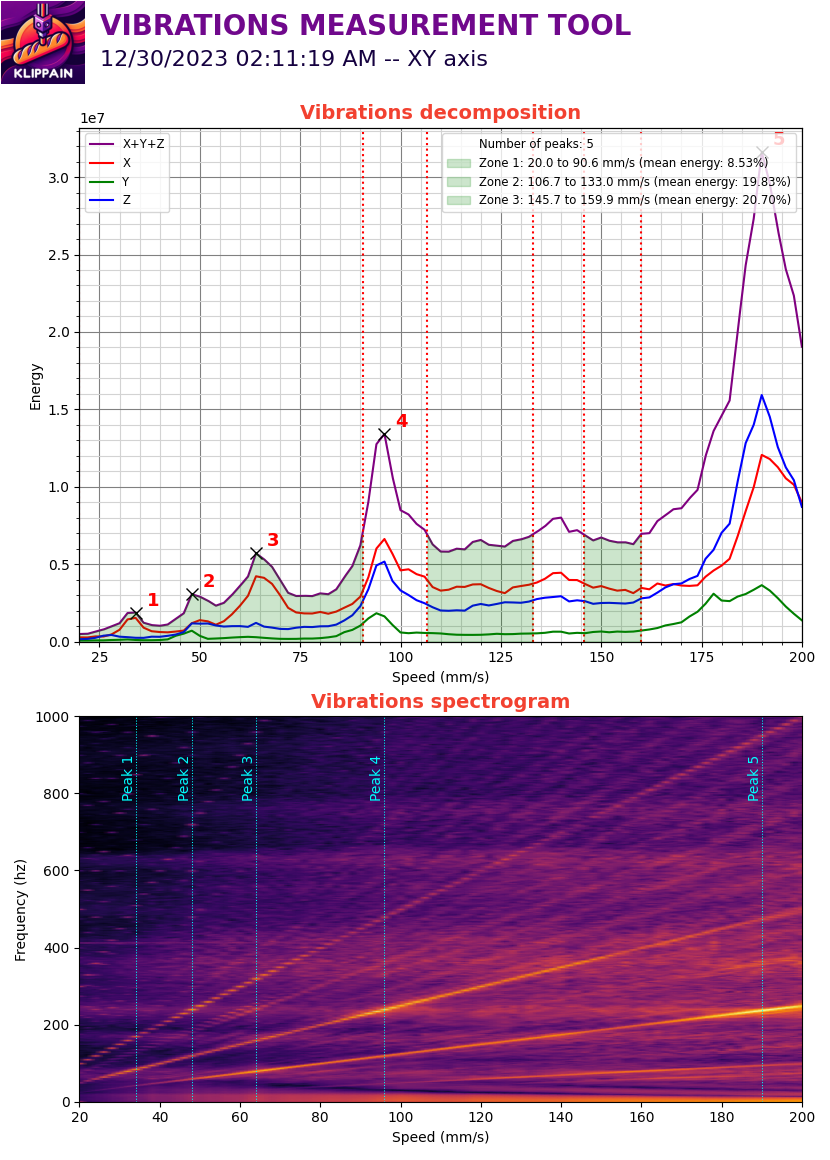 VIBRATIONS MEASUREMENT TOOL
12/30/2023 02:11:19 AM -- XY axis
KLIPPAIN
Vibrations decomposition
1e7
X+Y+Z
X
Y
Z
Number of peaks: 5
Zone 1: 20.0 to 90.6 mm/s (mean energy: 8.53%)
Zone 2: 106.7 to 133.0 mm/s (mean energy: 19.83%)
Zone 3: 145.7 to 159.9 mm/s (mean energy: 20.70%)
5
4
3
2
1
Energy
3.0
2.5
2.0
1.5
1.0
0.5
0.0
25 50 75 100 125 150 175 200
Speed (mm/s)
Vibrations spectrogram
Peak 1
Peak 2
Peak 3
Peak 4
Peak 5
Frequency (hz)
1000
800
600
400
200
0
20 40 60 80 100 120 140 160 180 200
Speed (mm/s)